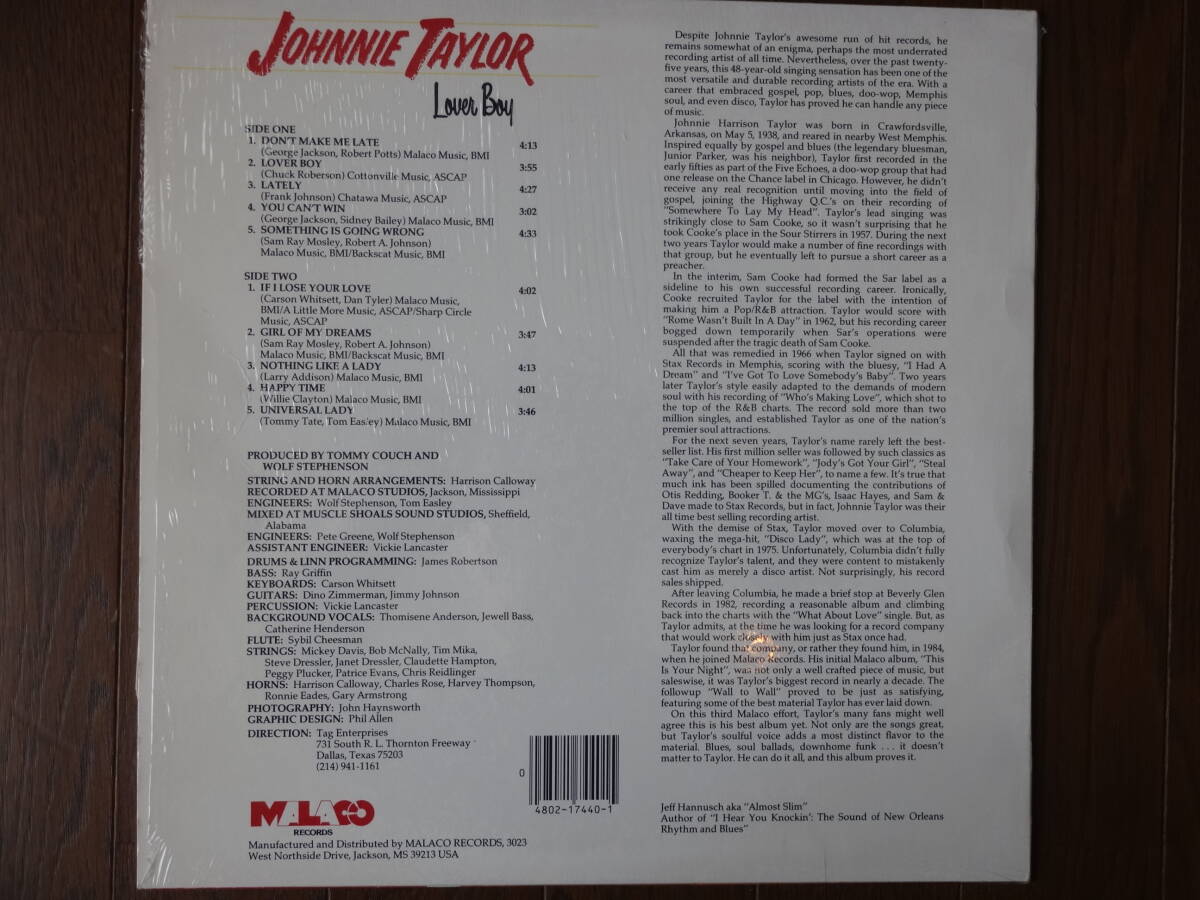 JOHNNIE TAYLOR
Lover Boy
SIDE ONE
1. DON'T MAKE ME LATE 4:13
(George Jackson, Robert Potts) Malaco Music, BMI
2. LOVER BOY 3:55
(Chuck Roberson) Cottonville Music, ASCAP
3. LATELY 4:27
(Frank Johnson) Chatawa Music, ASCAP
4. YOU CAN'T WIN 3:02
(George Jackson, Sidney Bailey) Malaco Music, BMI
5. SOMETHING IS GOING WRONG 4:33
(Sam Ray Mosley, Robert A. Johnson)
Malaco Music, BMI/Backscat Music, BMI
SIDE TWO
1. IF I LOSE YOUR LOVE 4:02
(Carson Whitsett, Dan Tyler) Malaco Music,
BMI/A Little More Music, ASCAP/Sharp Circle
Music, ASCAP
2. GIRL OF MY DREAMS 3:47
(Sam Ray Mosley, Robert A. Johnson)
Malaco Music, BMI/Backscat Music, BMI
3. NOTHING LIKE A LADY 4:13
(Larry Addison) Malaco Music, BMI
4. HAPPY TIME 4:01
(Willie Clayton) Malaco Music, BMI
5. UNIVERSAL LADY 3:46
(Tommy Tate, Tom Easley) Malaco Music, BMI
PRODUCED BY TOMMY COUCH AND
WOLF STEPHENSON
STRING AND HORN ARRANGEMENTS: Harrison Calloway
RECORDED AT MALACO STUDIOS, Jackson, Mississippi
ENGINEERS: Wolf Stephenson, Tom Easley
MIXED AT MUSCLE SHOALS SOUND STUDIOS, Sheffield,
Alabama
ENGINEERS: Pete Greene, Wolf Stephenson
ASSISTANT ENGINEER: Vickie Lancaster
DRUMS & LINN PROGRAMMING: James Robertson
BASS: Ray Griffin
KEYBOARDS: Carson Whitsett
GUITARS: Dino Zimmerman, Jimmy Johnson
PERCUSSION: Vickie Lancaster
BACKGROUND VOCALS: Thomisene Anderson, Jewell Bass,
Catherine Henderson
FLUTE: Sybil Cheesman
STRINGS: Mickey Davis, Bob McNally, Tim Mika,
Steve Dressler, Janet Dressler, Claudette Hampton,
Peggy Plucker, Patrice Evans, Chris Reidlinger
HORNS: Harrison Calloway, Charles Rose, Harvey Thompson,
Ronnie Eades, Gary Armstrong
PHOTOGRAPHY: John Haynsworth
GRAPHIC DESIGN: Phil Allen
DIRECTION: Tag Enterprises
731 South R. L. Thornton Freeway
Dallas, Texas 75203
(214) 941-1161
0
4802-17440-1
MALACO
RECORDS
Manufactured and Distributed by MALACO RECORDS, 3023
West Northside Drive, Jackson, MS 39213 USA
Despite Johnnie Taylor's awesome run of hit records, he
remains somewhat of an enigma, perhaps the most underrated
recording artist of all time. Nevertheless, over the past twenty-
five years, this 48-year-old singing sensation has been one of the
most versatile and durable recording artists of the era. With a
career that embraced gospel, pop, blues, doo-wop, Memphis
soul, and even disco, Taylor has proved he can handle any piece
of music.
Johnnie Harrison Taylor was born in Crawfordsville,
Arkansas, on May 5, 1938, and reared in nearby West Memphis.
Inspired equally by gospel and blues (the legendary bluesman,
Junior Parker, was his neighbor), Taylor first recorded in the
early fifties as part of the Five Echoes, a doo-wop group that had
one release on the Chance label in Chicago. However, he didn't
receive any real recognition until moving into the field of
gospel, joining the Highway Q.C.'s on their recording of
"Somewhere To Lay My Head". Taylor's lead singing was
strikingly close to Sam Cooke, so it wasn't surprising that he
took Cooke's place in the Sour Stirrers in 1957. During the next
two years Taylor would make a number of fine recordings with
that group, but he eventually left to pursue a short career as a
preacher.
In the interim, Sam Cooke had formed the Sar label as a
sideline to his own successful recording career. Ironically,
Cooke recruited Taylor for the label with the intention of
making him a Pop/R&B attraction. Taylor would score with
"Rome Wasn't Built In A Day" in 1962, but his recording career
bogged down temporarily when Sar's operations were
suspended after the tragic death of Sam Cooke.
All that was remedied in 1966 when Taylor signed on with
Stax Records in Memphis, scoring with the bluesy, "I Had A
Dream" and "I've Got To Love Somebody's Baby". Two years
later Taylor's style easily adapted to the demands of modern
soul with his recording of "Who's Making Love", which shot to
the top of the R&B charts. The record sold more than two
million singles, and established Taylor as one of the nation's
premier soul attractions.
For the next seven years, Taylor's name rarely left the best-
seller list. His first million seller was followed by such classics as
"Take Care of Your Homework", "Jody's Got Your Girl", "Steal
Away", and "Cheaper to Keep Her", to name a few. It's true that
much ink has been spilled documenting the contributions of
Otis Redding, Booker T. & the MG's, Isaac Hayes, and Sam &
Dave made to Stax Records, but in fact, Johnnie Taylor was their
all time best selling recording artist.
With the demise of Stax, Taylor moved over to Columbia,
waxing the mega-hit, "Disco Lady", which was at the top of
everybody's chart in 1975. Unfortunately, Columbia didn't fully
recognize Taylor's talent, and they were content to mistakenly
cast him as merely a disco artist. Not surprisingly, his record
sales shipped.
After leaving Columbia, he made a brief stop at Beverly Glen
Records in 1982, recording a reasonable album and climbing
back into the charts with the "What About Love" single. But, as
Taylor admits, at the time he was looking for a record company
that would work closely with him just as Stax once had.
Taylor found that company, or rather they found him, in 1984,
when he joined Malaco Records. His initial Malaco album, "This
Is Your Night", was not only a well crafted piece of music, but
saleswise, it was Taylor's biggest record in nearly a decade. The
followup "Wall to Wall" proved to be just as satisfying,
featuring some of the best material Taylor has ever laid down.
On this third Malaco effort, Taylor's many fans might well
agree this is his best album yet. Not only are the songs great,
but Taylor's soulful voice adds a most distinct flavor to the
material. Blues, soul ballads, downhome funk . . . it doesn't
matter to Taylor. He can do it all, and this album proves it.
Jeff Hannusch aka "Almost Slim"
Author of "I Hear You Knockin': The Sound of New Orleans
Rhythm and Blues"